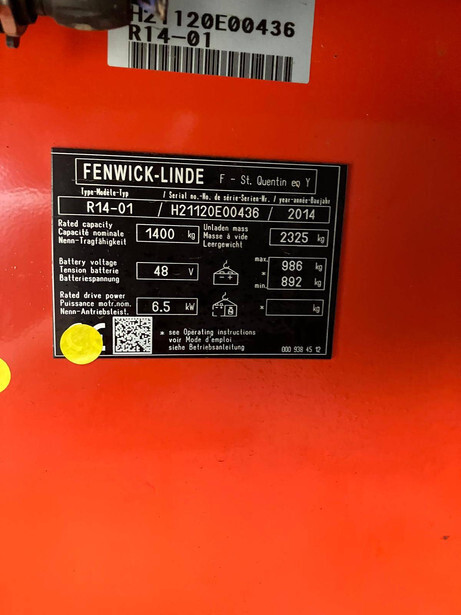 H21120E00436
R14-01
FENWICK-LINDE F - St. Quentin eq Y
Type-Modèle-Typ / Serial no.-No. de série-Serien-Nr. / year-année-Baujahr
R14-01 / H21120E00436 / 2014
Rated capacity
Capacité nominale
Nenn-Tragfähigkeit
1400 kg
Unladen mass
Masse à vide
Leergewicht
2325 kg
Battery voltage
Tension batterie
Batteriespannung
48 V
max.
986 kg
*
892 kg
min.
Rated drive power
Puissance motr.nom.
Nenn-Antriebsleist.
6.5 kW
* kg
* see Operating instructions
voir Mode d'emploi
siehe Betriebsanleitung
000 938 45 12